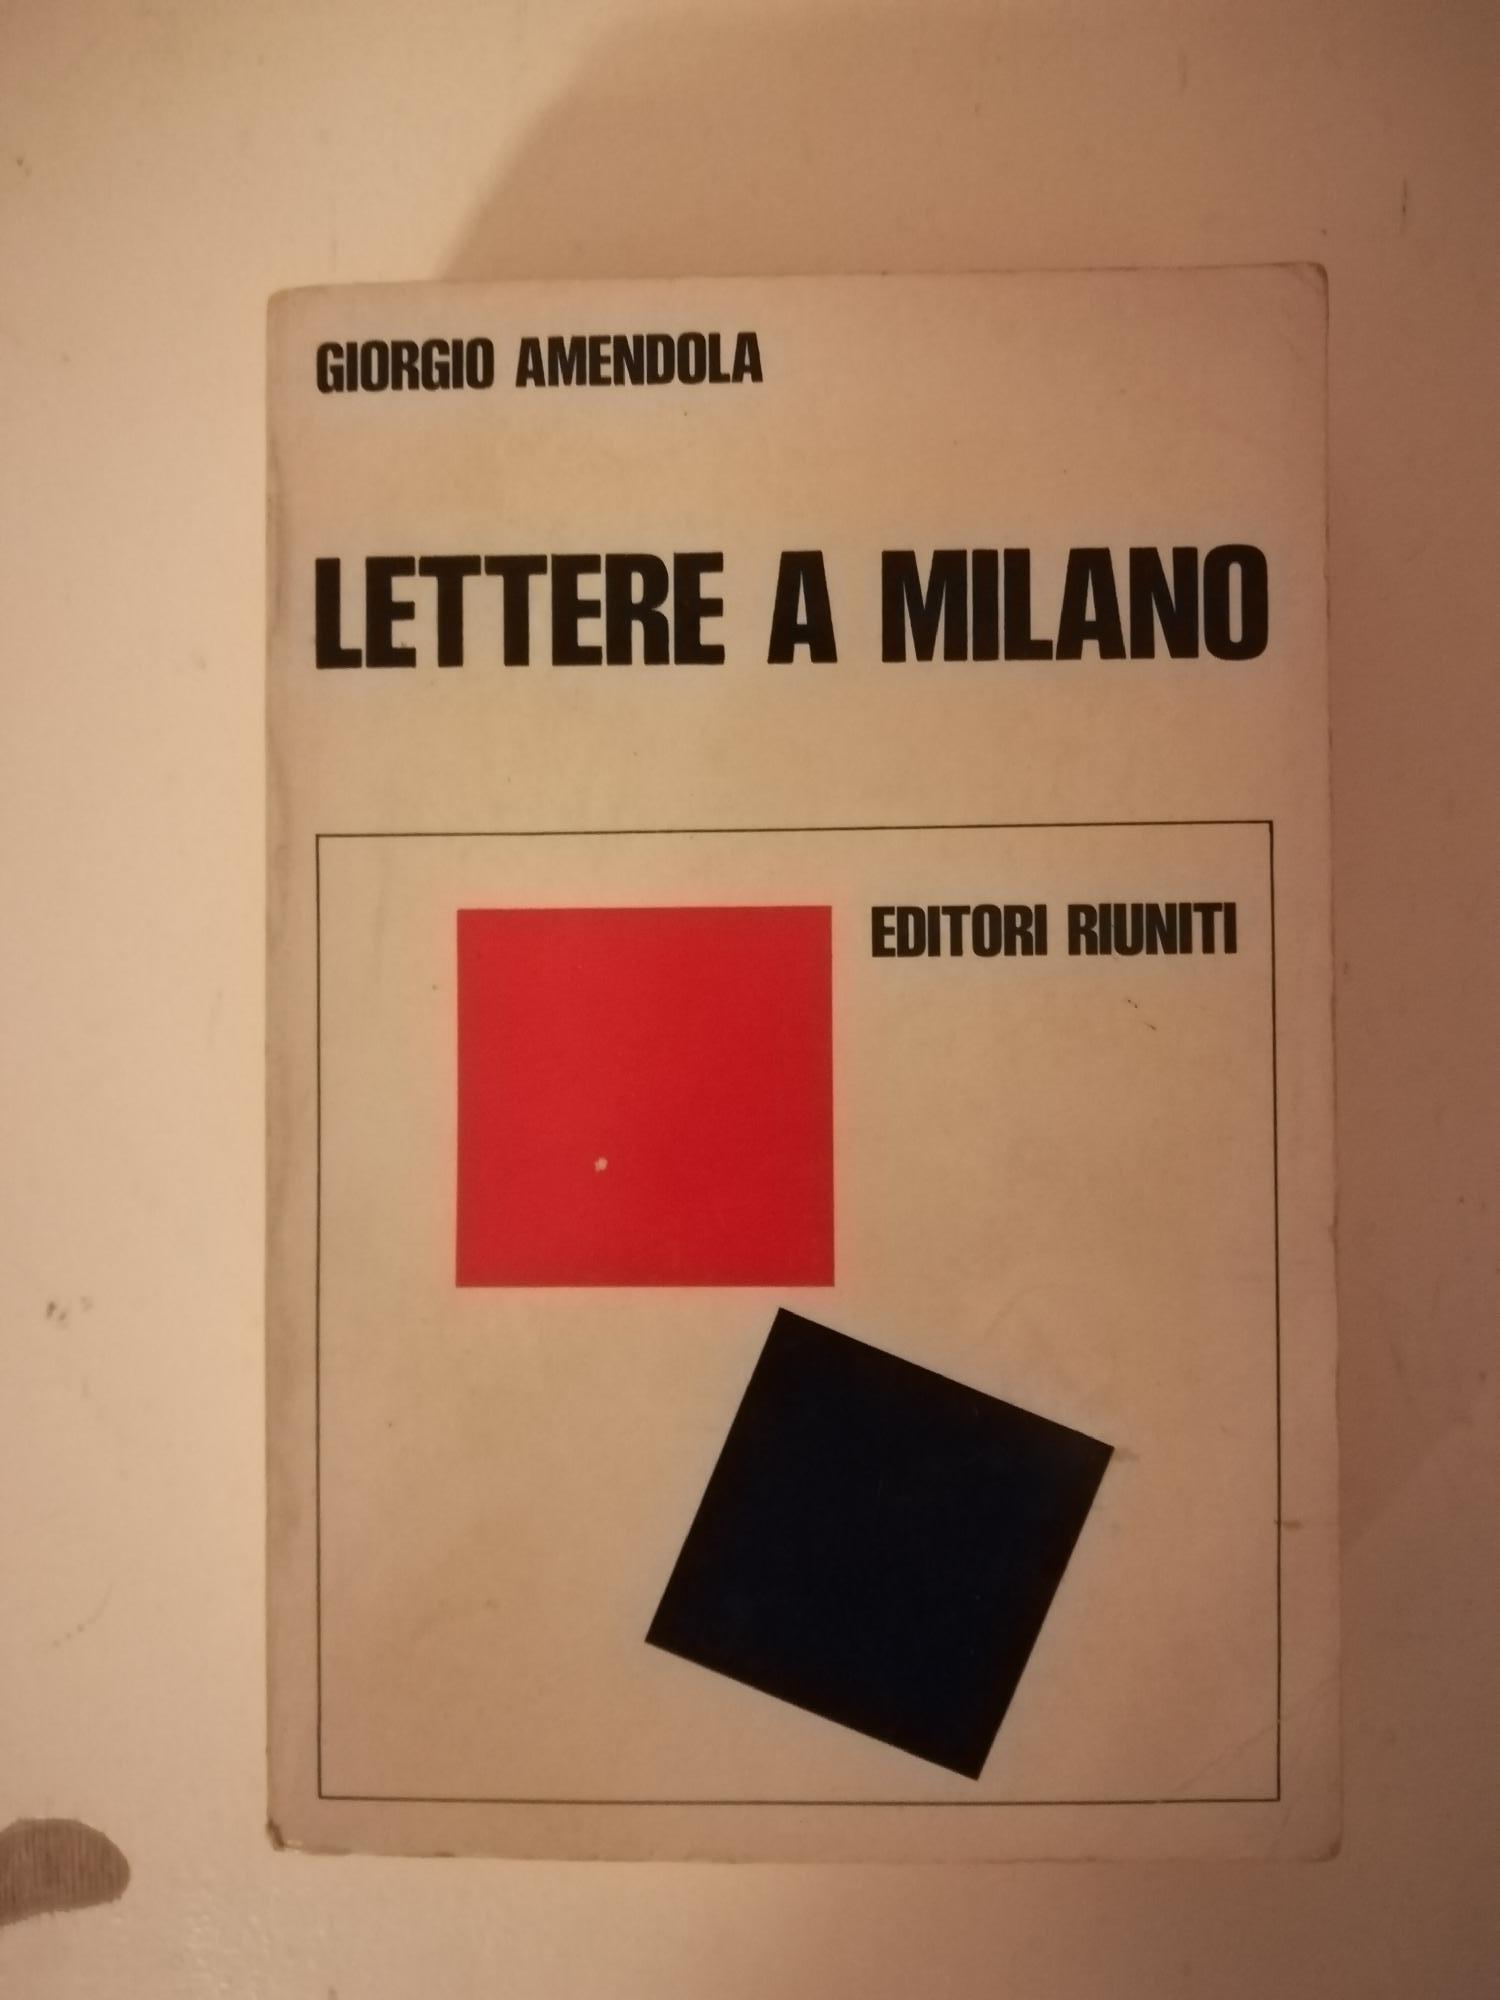 GIORGIO AMENDOLA
LETTERE A MILANO
EDITORI RIUNITI